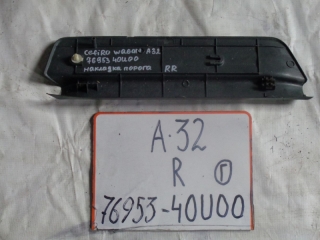 CEFIRO WAGON A32
76953 40U00
накладка порога RR
A-32
R Г
76953-40U00